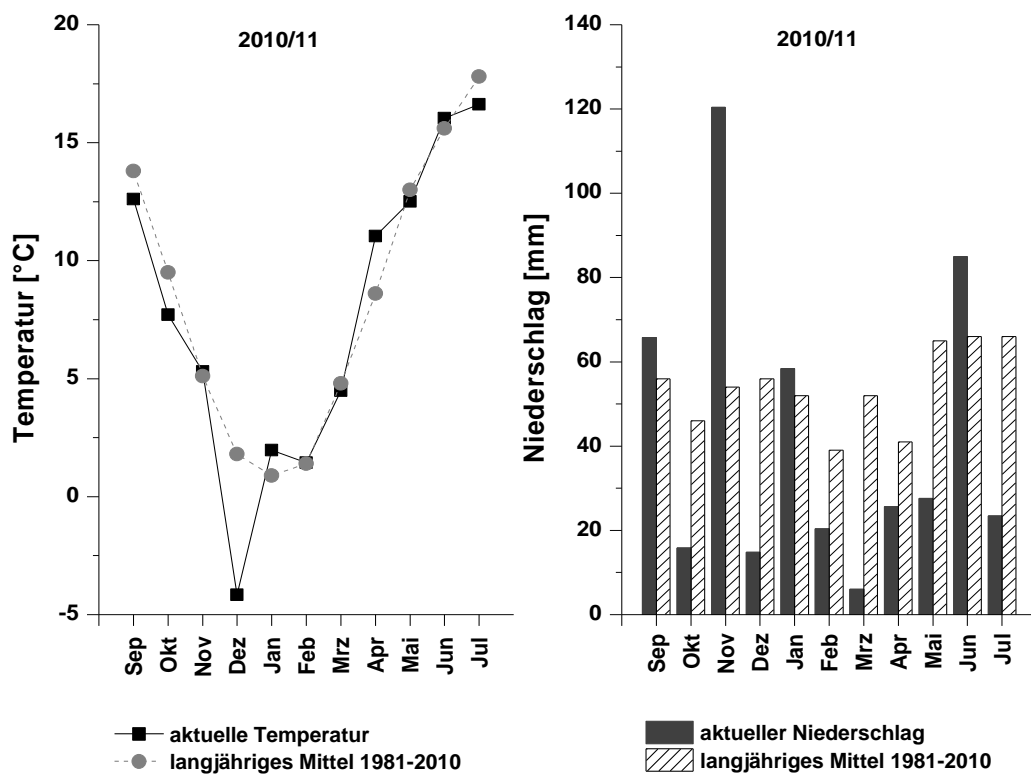 2010/11
Temperatur [°C]
20
15
10
5
0
-5
Sep
Okt
Nov
Dez
Jan
Feb
Mrz
Apr
Mai
Jun
Jul
aktuelle Temperatur
langjähriges Mittel 1981-2010
2010/11
Niederschlag [mm]
140
120
100
80
60
40
20
0
Sep
Okt
Nov
Dez
Jan
Feb
Mrz
Apr
Mai
Jun
Jul
aktueller Niederschlag
langjähriges Mittel 1981-2010